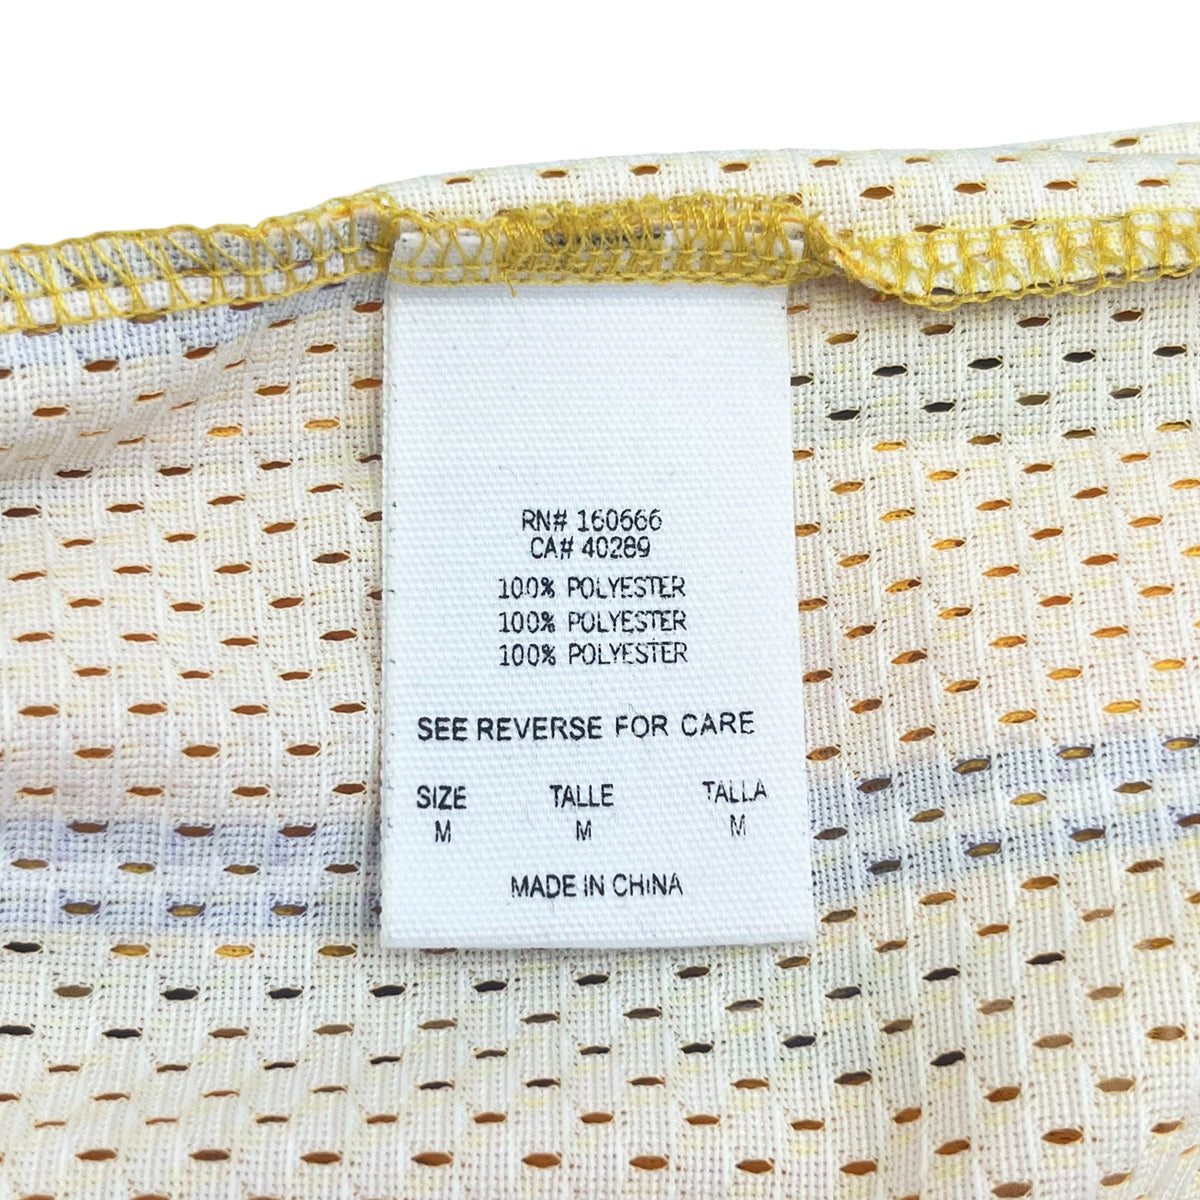 RN# 160666
CA# 40289
100% POLYESTER
100% POLYESTER
100% POLYESTER
SEE REVERSE FOR CARE
SIZE TALLE TALLA
M M M
MADE IN CHINA